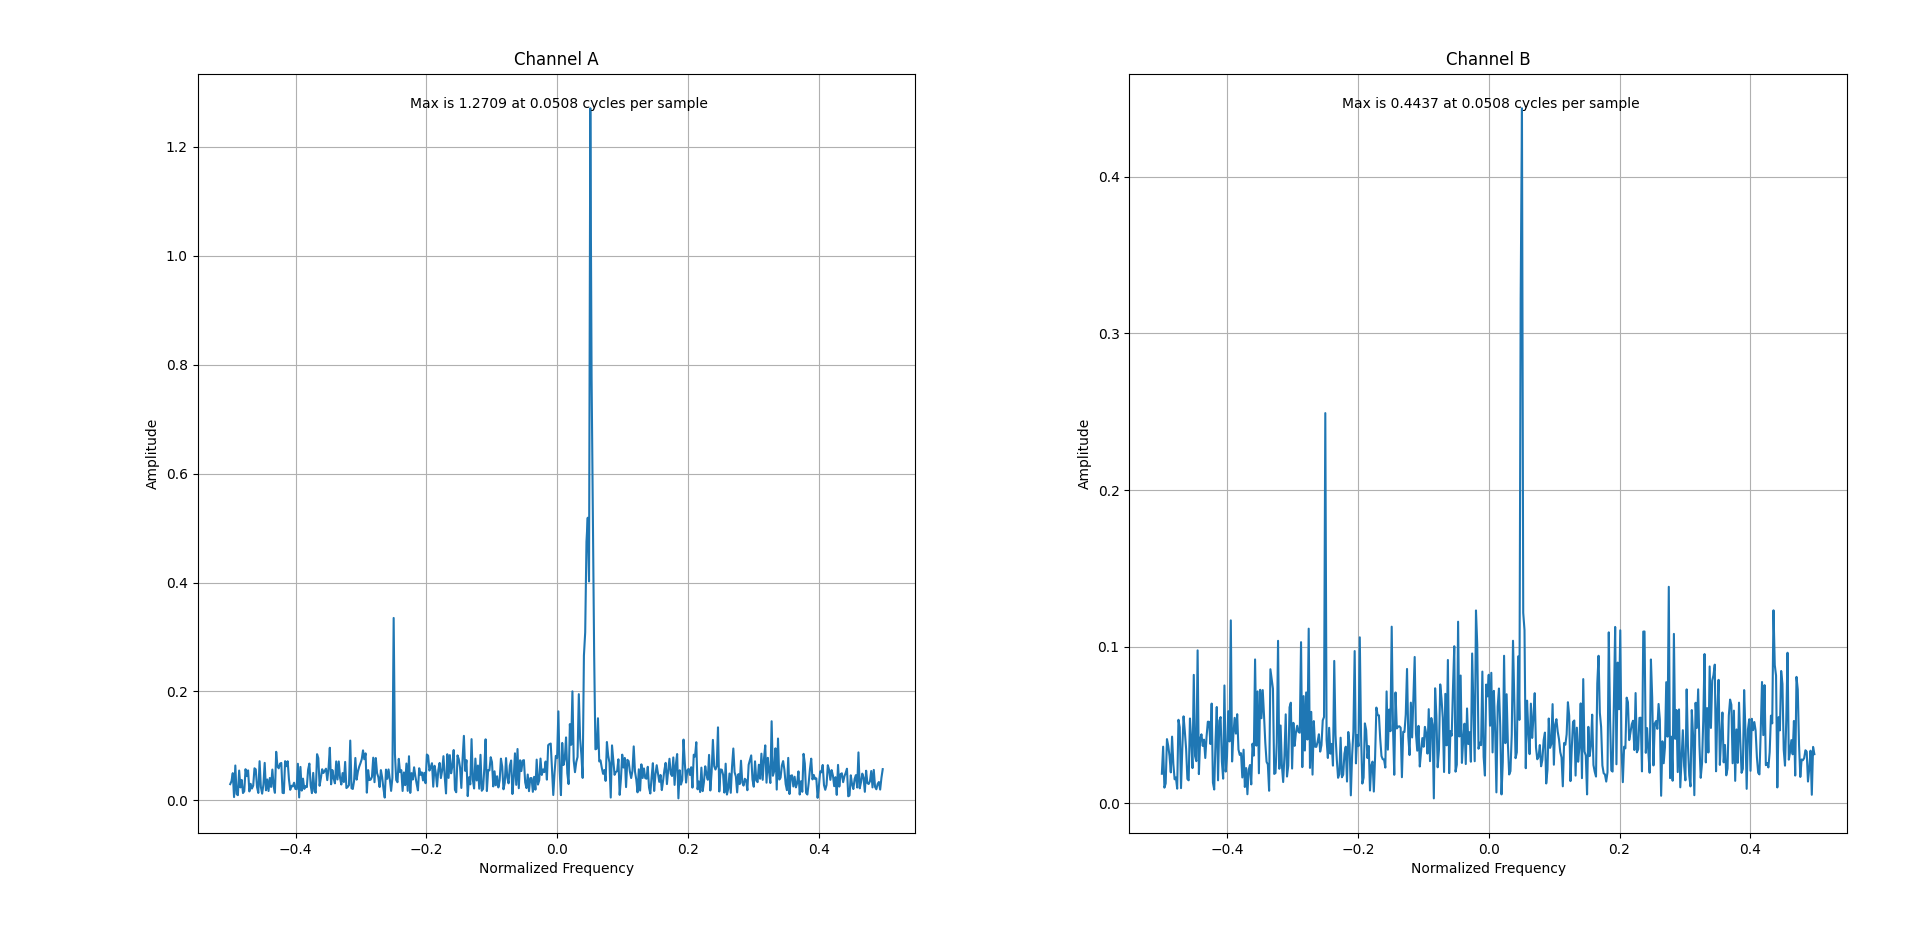 Channel A
Max is 1.2709 at 0.0508 cycles per sample
1.2
1.0
0.8
0.6
0.4
0.2
0.0
Amplitude
−0.4
−0.2
0.0
0.2
0.4
Normalized Frequency
Channel B
Max is 0.4437 at 0.0508 cycles per sample
0.4
0.3
0.2
0.1
0.0
Amplitude
−0.4
−0.2
0.0
0.2
0.4
Normalized Frequency